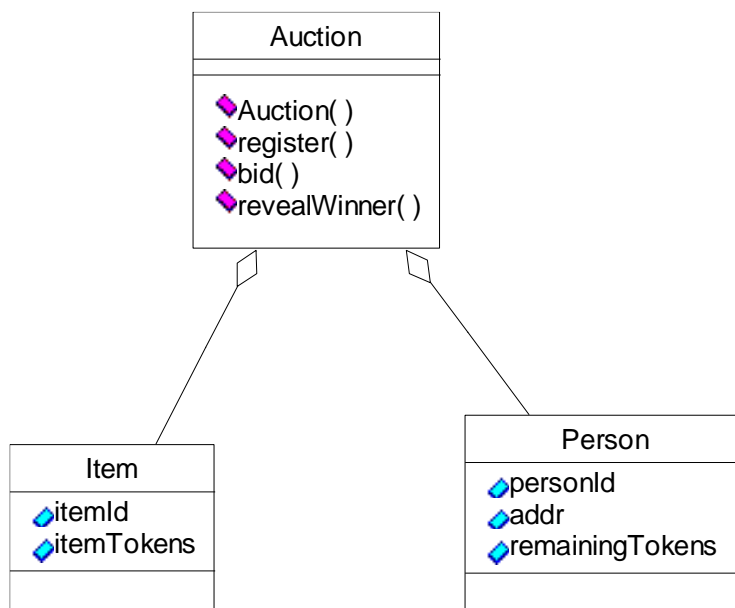 Auction
Auction( )
register( )
bid( )
revealWinner( )
Item
itemId
itemTokens
Person
personId
addr
remainingTokens